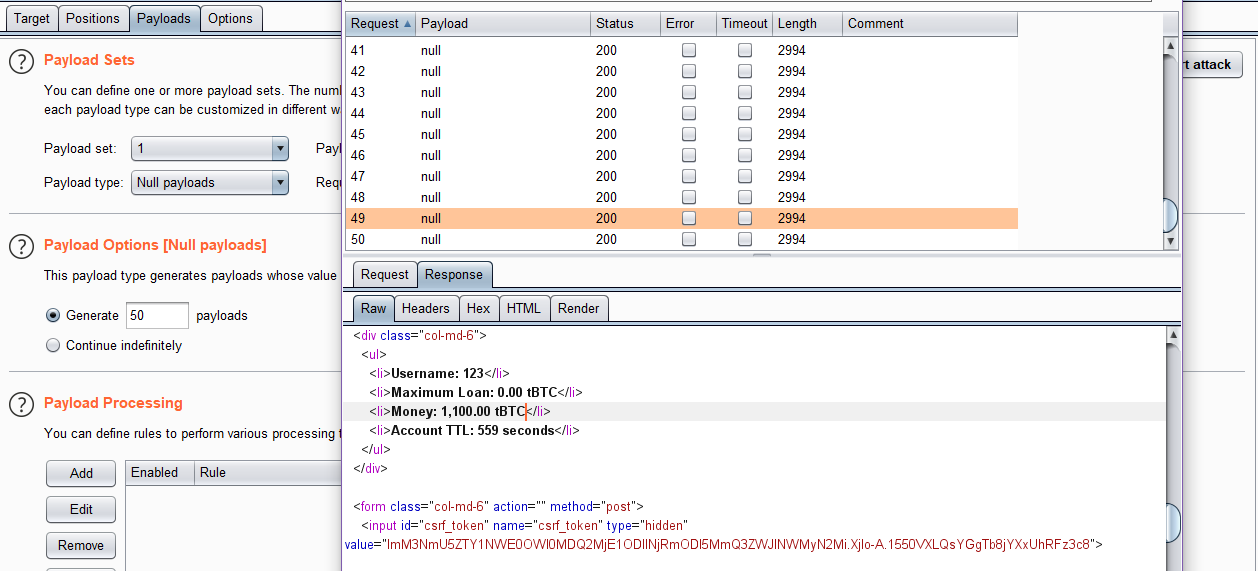 Target Positions Payloads Options
Payload Sets
You can define one or more payload sets. The num
each payload type can be customized in different w
Payload set: 1 Payl
Payload type: Null payloads Req
Payload Options [Null payloads]
This payload type generates payloads whose value
Generate 50 payloads
Continue indefinitely
Payload Processing
You can define rules to perform various processing t
Add Enabled Rule
Edit
Remove
rt attack
Request Payload Status Error Timeout Length Comment
41 null 200 2994
42 null 200 2994
43 null 200 2994
44 null 200 2994
45 null 200 2994
46 null 200 2994
47 null 200 2994
48 null 200 2994
49 null 200 2994
50 null 200 2994
Request Response
Raw Headers Hex HTML Render
<div class="col-md-6">
<ul>
<li>Username: 123</li>
<li>Maximum Loan: 0.00 tBTC</li>
<li>Money: 1,100.00 tBTC</li>
<li>Account TTL: 559 seconds</li>
</ul>
</div>
<form class="col-md-6" action="" method="post">
<input id="csrf_token" name="csrf_token" type="hidden"